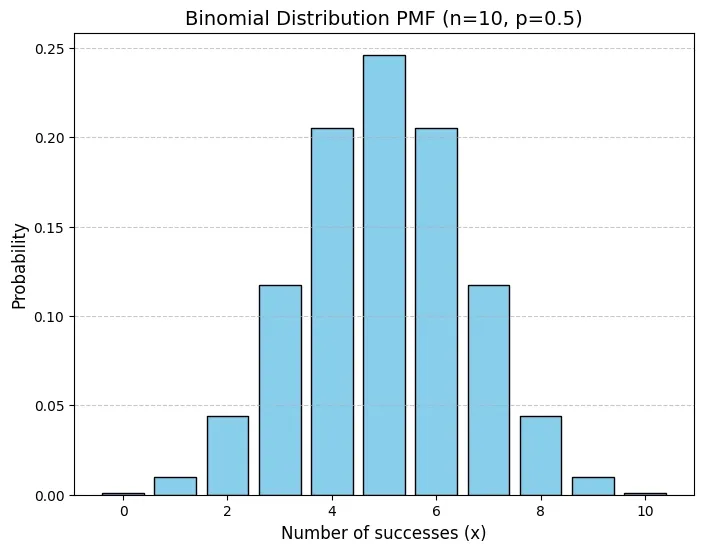 Binomial Distribution PMF (n=10, p=0.5)
0.25
0.20
0.15
0.10
0.05
0.00
Probability
0 2 4 6 8 10
Number of successes (x)